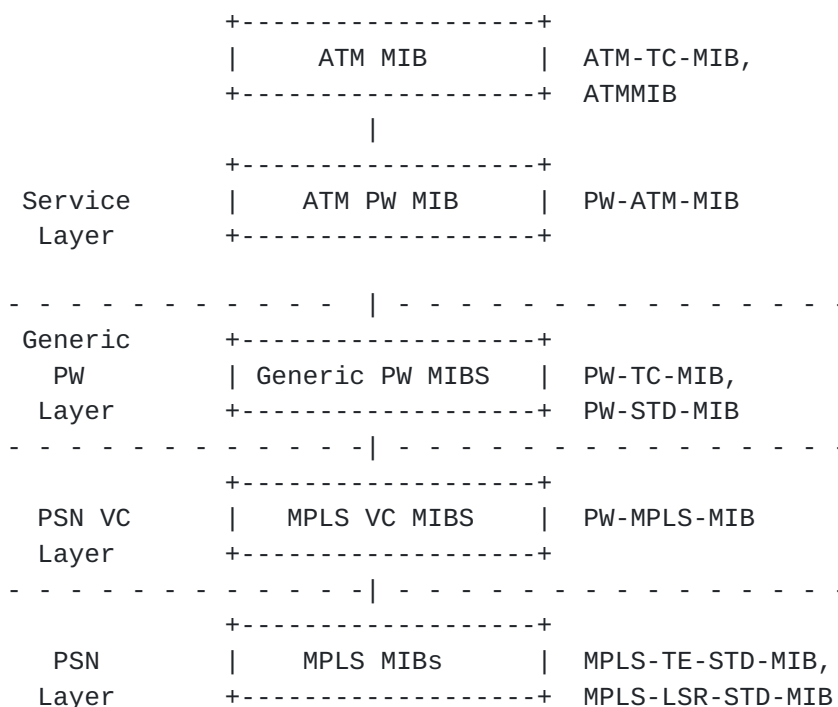 +-------------------+
           |     ATM MIB       |  ATM-TC-MIB,
           +-------------------+  ATMMIB
                    |
           +-------------------+
Service    |    ATM PW MIB     |  PW-ATM-MIB
 Layer     +-------------------+

- - - - - - - - - - -  | - - - - - - - - - - - - - - -
Generic    +-------------------+
  PW       | Generic PW MIBS   |  PW-TC-MIB,
 Layer     +-------------------+  PW-STD-MIB
- - - - - - - - - - - -| - - - - - - - - - - - - - - -
           +-------------------+
 PSN VC    |   MPLS VC MIBS    |  PW-MPLS-MIB
 Layer     +-------------------+
- - - - - - - - - - - -| - - - - - - - - - - - - - - -
           +-------------------+
  PSN      |    MPLS MIBs      |  MPLS-TE-STD-MIB,
 Layer     +-------------------+  MPLS-LSR-STD-MIB